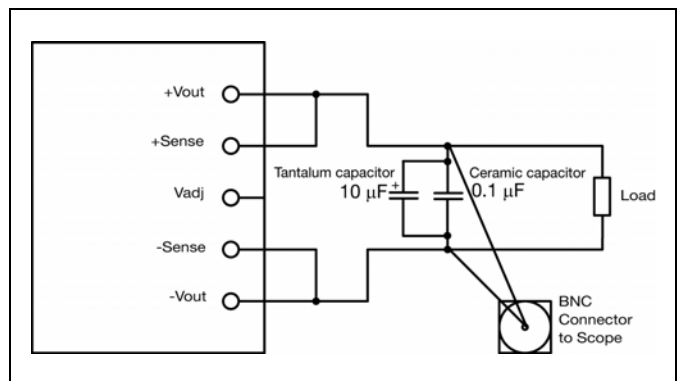 +Vout
+Sense
Vadj
-Sense
-Vout
Tantalum capacitor
10 µF
+
Ceramic capacitor
0.1 µF
Load
BNC
Connector
to Scope